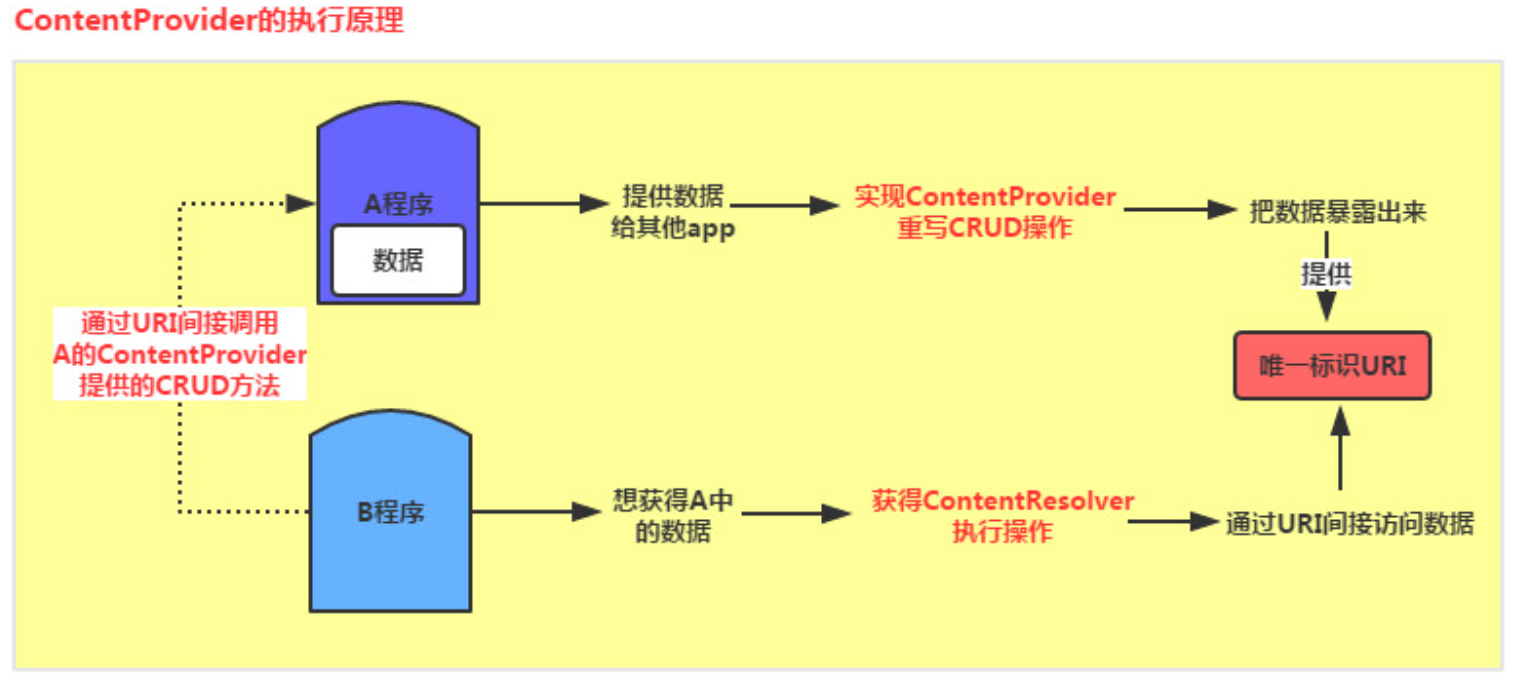 ContentProvider的执行原理
A程序
数据
提供数据
给其他app
实现ContentProvider
重写CRUD操作
把数据暴露出来
提供
唯一标识URI
通过URI间接调用
A的ContentProvider
提供的CRUD方法
B程序
想获得A中
的数据
获得ContentResolver
执行操作
通过URI间接访问数据